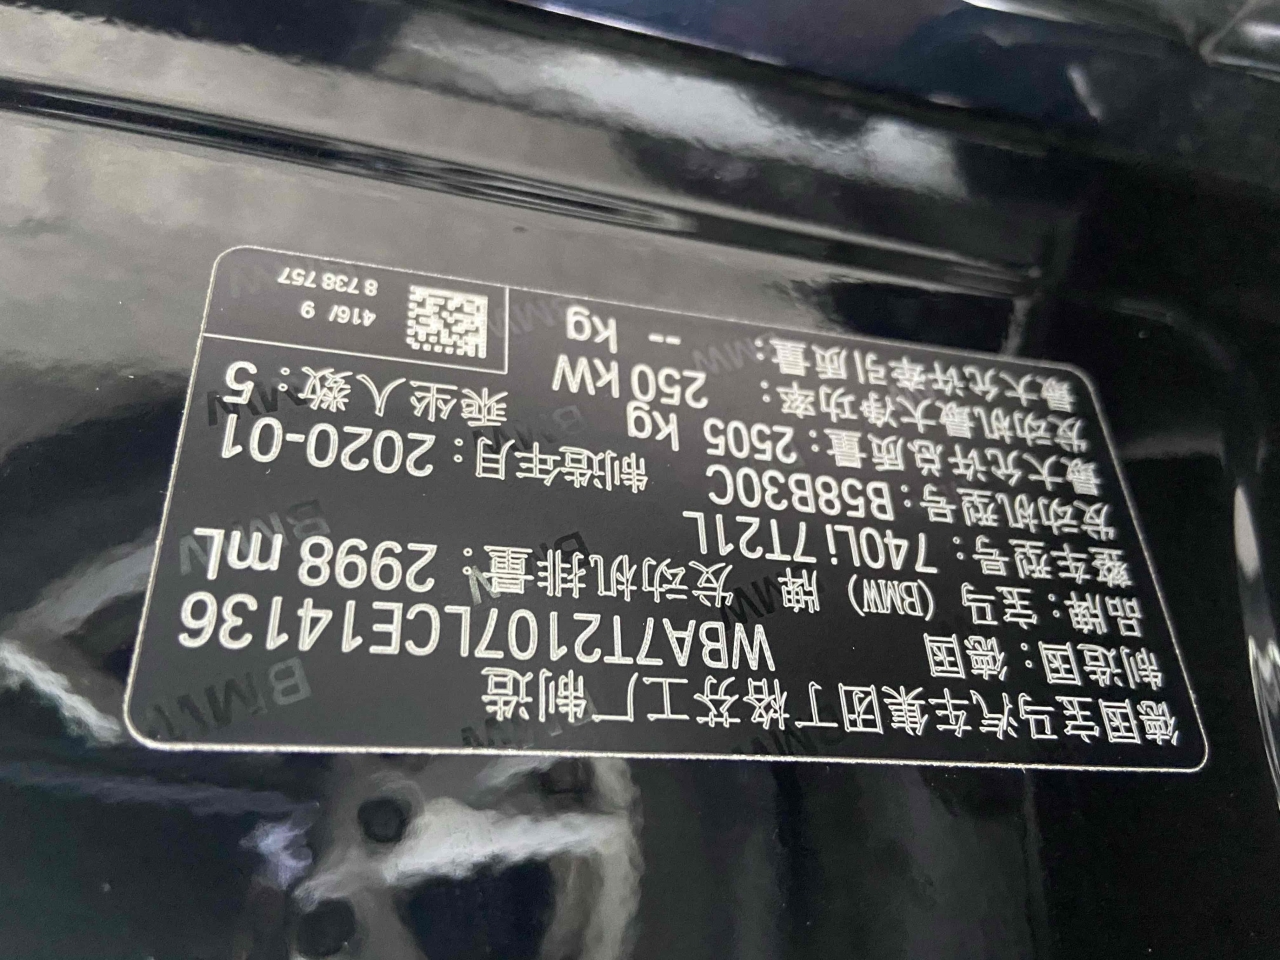 德国宝马汽车集团丁格芬工厂制造
制造国：德国 WBA7T2107LCE14136
品牌：宝马（BMW）牌 发动机排量：2998 mL
整车型号：740Li 7T21L
发动机型号：B58B30C 制造年月：2020-01
最大允许总质量：2505 kg 乘坐人数：5
发动机最大净功率：250 kW
最大允许牵引质量：-- kg
416/ 9
8 738 757